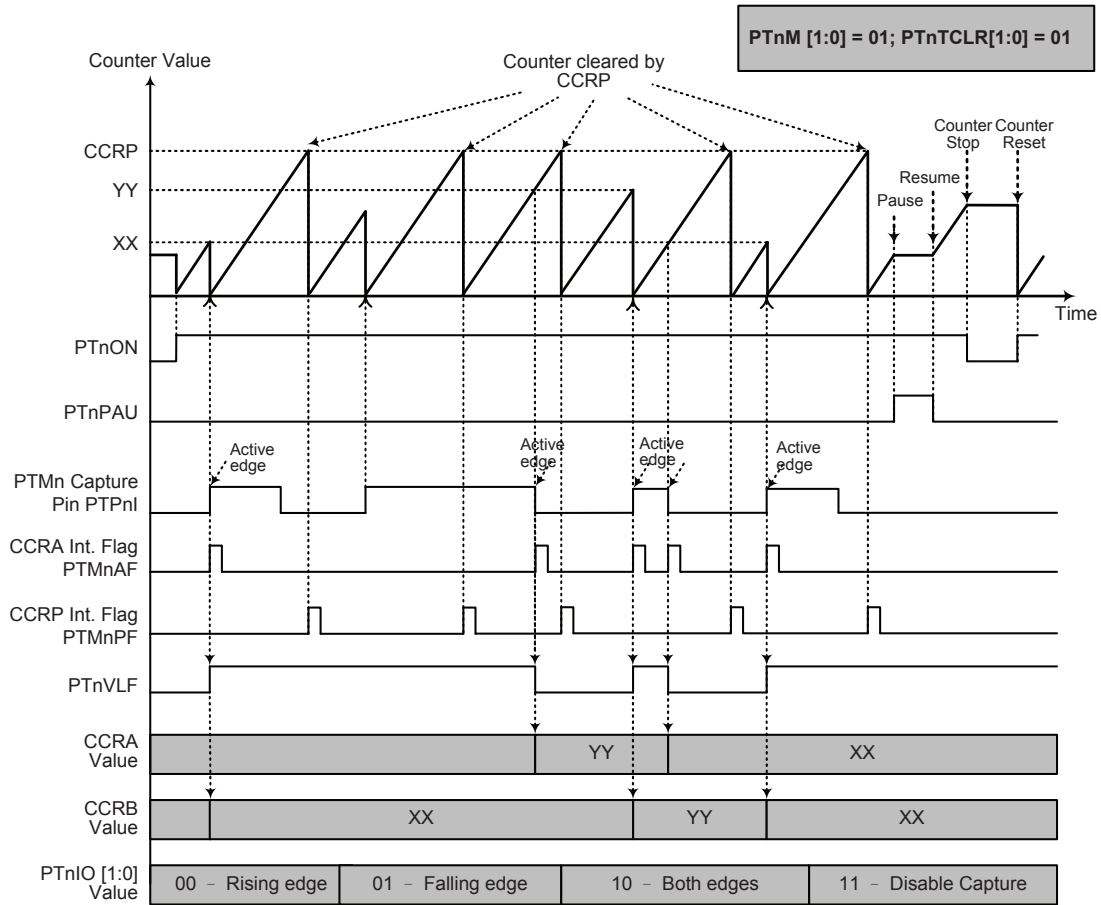 PTnM [1:0] = 01; PTnTCLR[1:0] = 01
Counter Value
Counter cleared by
CCRP
Counter
Stop
Counter
Reset
CCRP
YY
Resume
Pause
XX
Time
PTnON
PTnPAU
Active
edge
Active
edge
Active
edge
Active
edge
PTMn Capture
Pin PTPnI
CCRA Int. Flag
PTMnAF
CCRP Int. Flag
PTMnPF
PTnVLF
CCRA
Value
YY
XX
CCRB
Value
XX
YY
XX
PTnIO [1:0]
Value
00 – Rising edge
01 – Falling edge
10 – Both edges
11 – Disable Capture